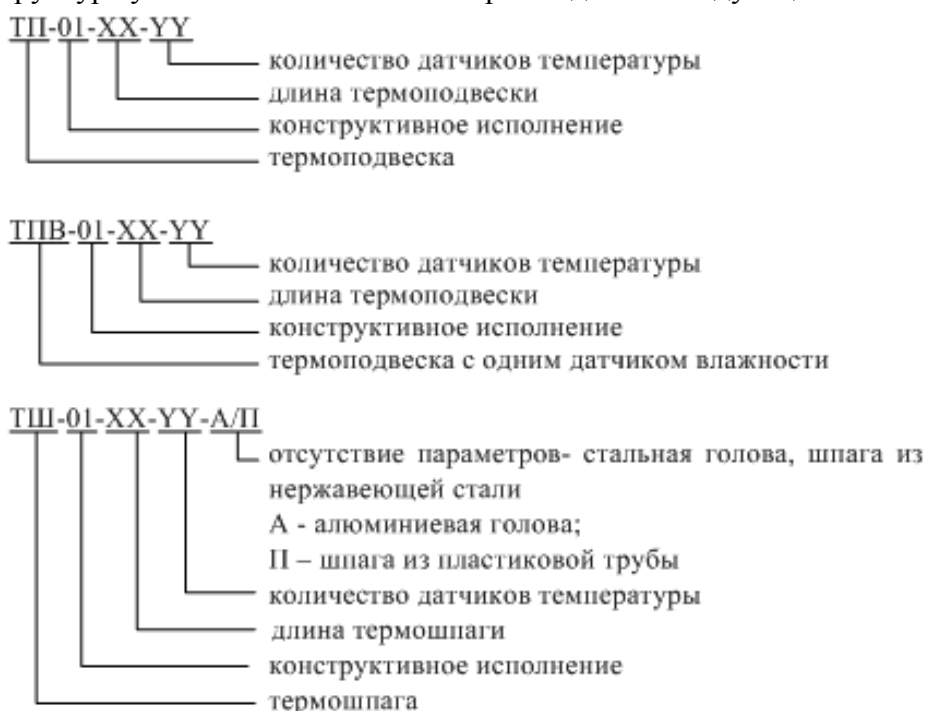 ТП-01-XX-YY
количество датчиков температуры
длина термоподвески
конструктивное исполнение
термоподвеска
ТПВ-01-XX-YY
количество датчиков температуры
длина термоподвески
конструктивное исполнение
термоподвеска с одним датчиком влажности
ТШ-01-XX-YY-А/П
отсутствие параметров- стальная голова, шпага из
нержавеющей стали
А - алюминиевая голова;
П – шпага из пластиковой трубы
количество датчиков температуры
длина термошпаги
конструктивное исполнение
термошпага